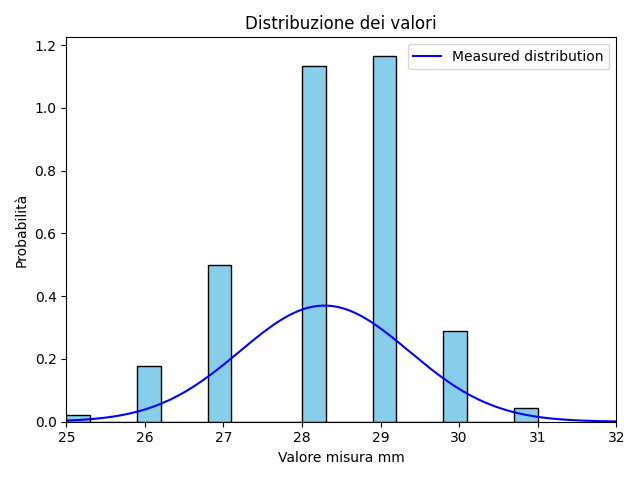 Distribuzione dei valori
Measured distribution
1.2
1.0
0.8
0.6
0.4
0.2
0.0
Probabilità
25 26 27 28 29 30 31 32
Valore misura mm